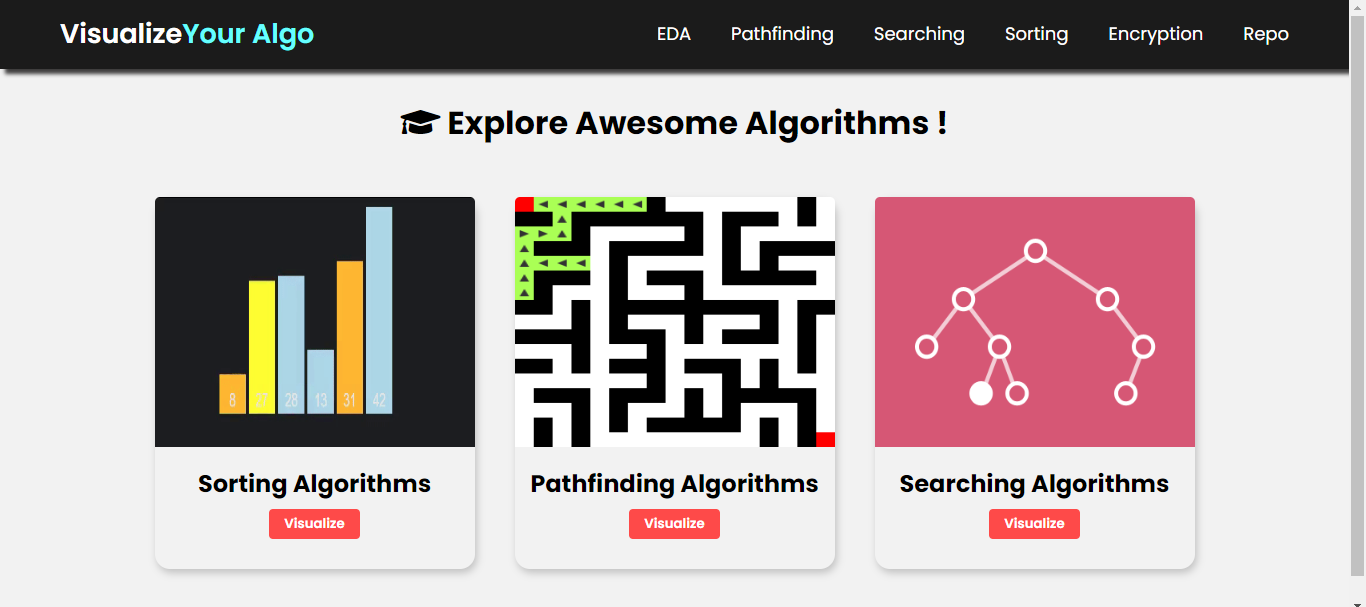 VisualizeYour Algo
EDA Pathfinding Searching Sorting Encryption Repo
Explore Awesome Algorithms !
8 27 28 13 31 42
Sorting Algorithms
Pathfinding Algorithms
Searching Algorithms
Visualize
Visualize
Visualize